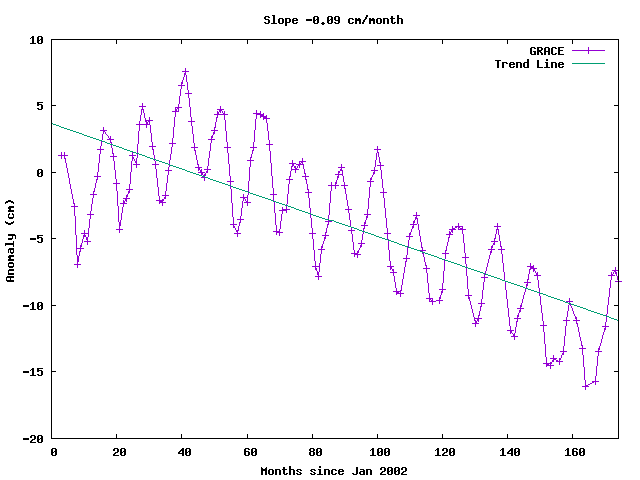 Slope -0.09 cm/month
GRACE
Trend Line
10
5
0
-5
-10
-15
-20
Anomaly (cm)
0 20 40 60 80 100 120 140 160
Months since Jan 2002